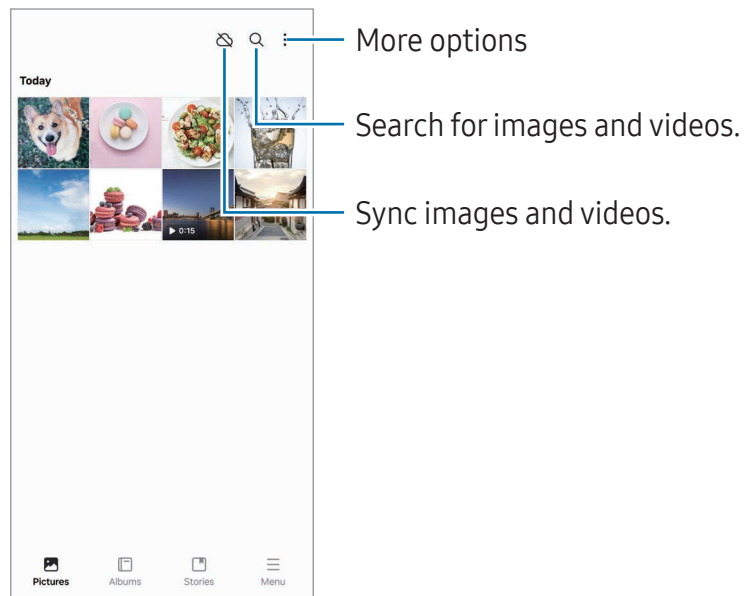 More options
Today
Search for images and videos.
Sync images and videos.
0:15
Pictures Albums Stories Menu